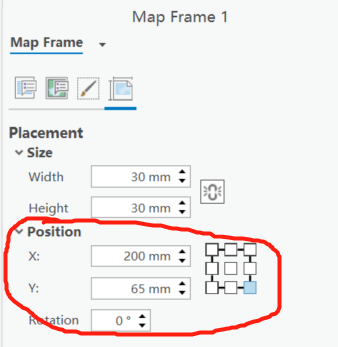 Map Frame 1
Map Frame
Placement
Size
Width 30 mm
Height 30 mm
Position
X: 200 mm
Y: 65 mm
Rotation 0 °